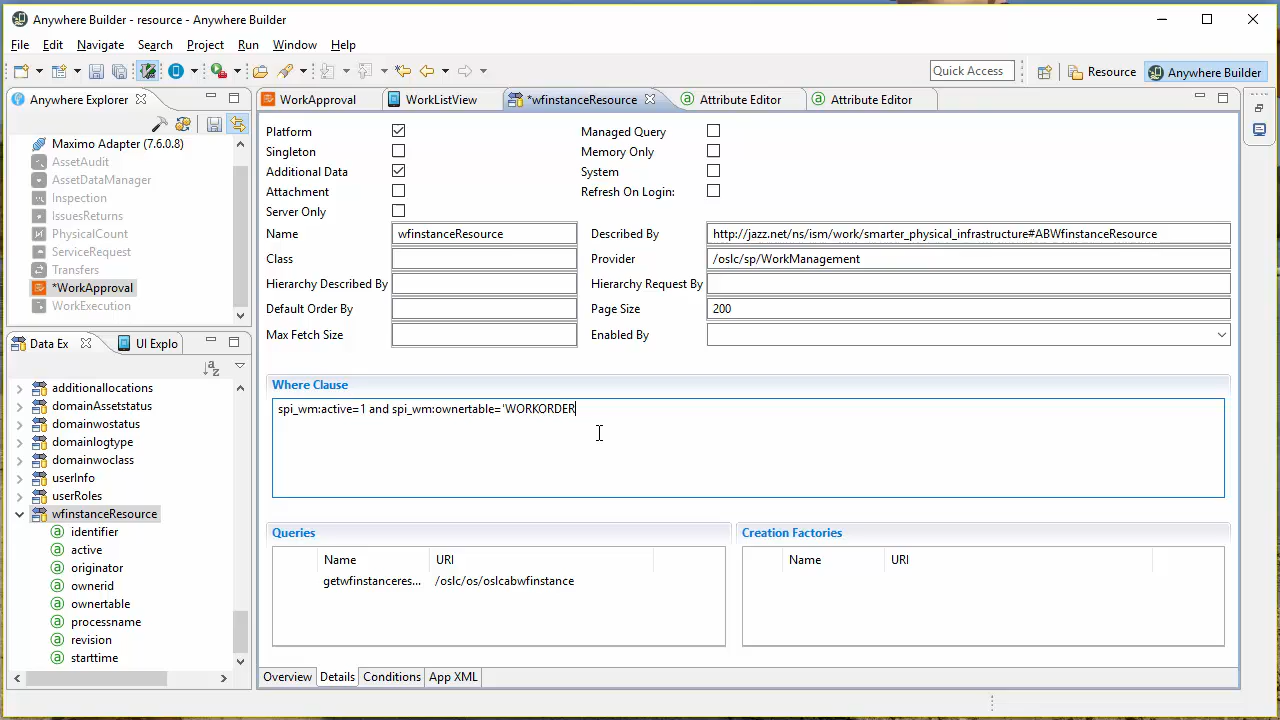 Anywhere Builder - resource - Anywhere Builder
File Edit Navigate Search Project Run Window Help
Quick Access Resource Anywhere Builder
Anywhere Explorer
Maximo Adapter (7.6.0.8)
AssetAudit
AssetDataManager
Inspection
IssuesReturns
PhysicalCount
ServiceRequest
Transfers
*WorkApproval
WorkExecution
Data Ex UI Explo
additionallocations
domainAssetstatus
domainwostatus
domainlogtype
domainwoclass
userInfo
userRoles
wfinstanceResource
identifier
active
originator
ownerid
ownertable
processname
revision
starttime
WorkApproval WorkListView *wfinstanceResource Attribute Editor Attribute Editor
Platform Managed Query
Singleton Memory Only
Additional Data System
Attachment Refresh On Login:
Server Only
Name wfinstanceResource Described By http://jazz.net/ns/ism/work/smarter_physical_infrastructure#ABWfinstanceResource
Class Provider /oslc/sp/WorkManagement
Hierarchy Described By Hierarchy Request By
Default Order By Page Size 200
Max Fetch Size Enabled By
Where Clause
spi_wm:active=1 and spi_wm:ownertable='WORKORDER
Queries Creation Factories
Name URI Name URI
getwfinstanceres... /oslc/os/oslcabwfinstance
Overview Details Conditions App XML